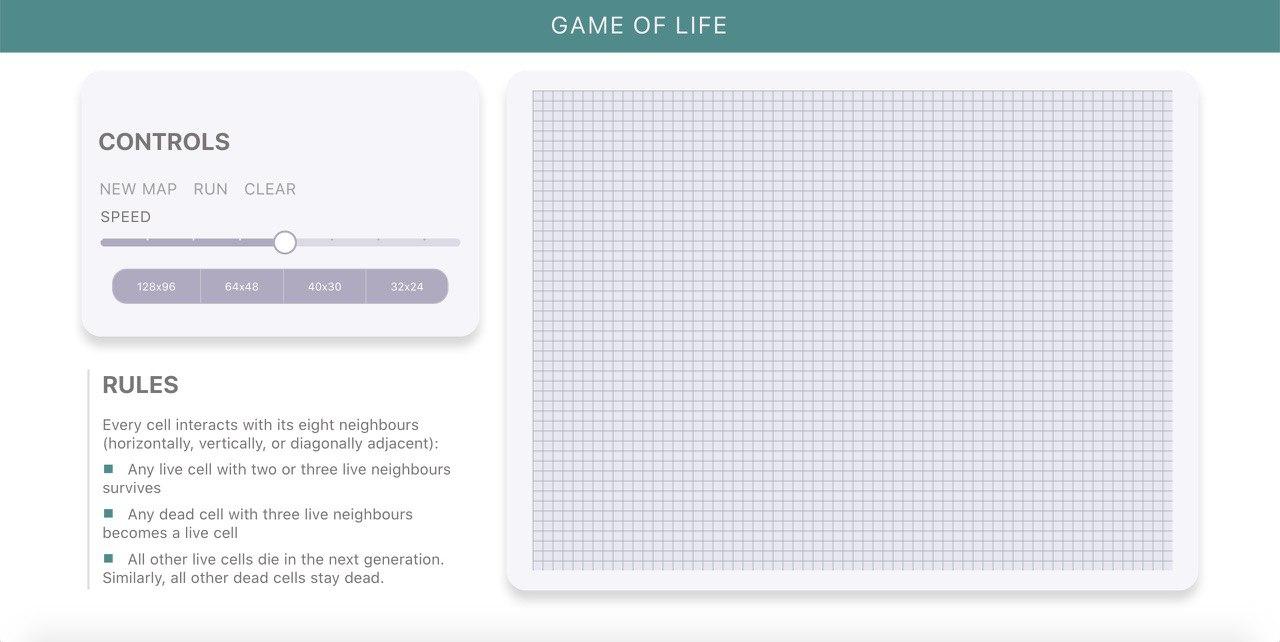 GAME OF LIFE
CONTROLS
NEW MAP RUN CLEAR
SPEED
128x96 64x48 40x30 32x24
RULES
Every cell interacts with its eight neighbours
(horizontally, vertically, or diagonally adjacent):
Any live cell with two or three live neighbours
survives
Any dead cell with three live neighbours
becomes a live cell
All other live cells die in the next generation.
Similarly, all other dead cells stay dead.